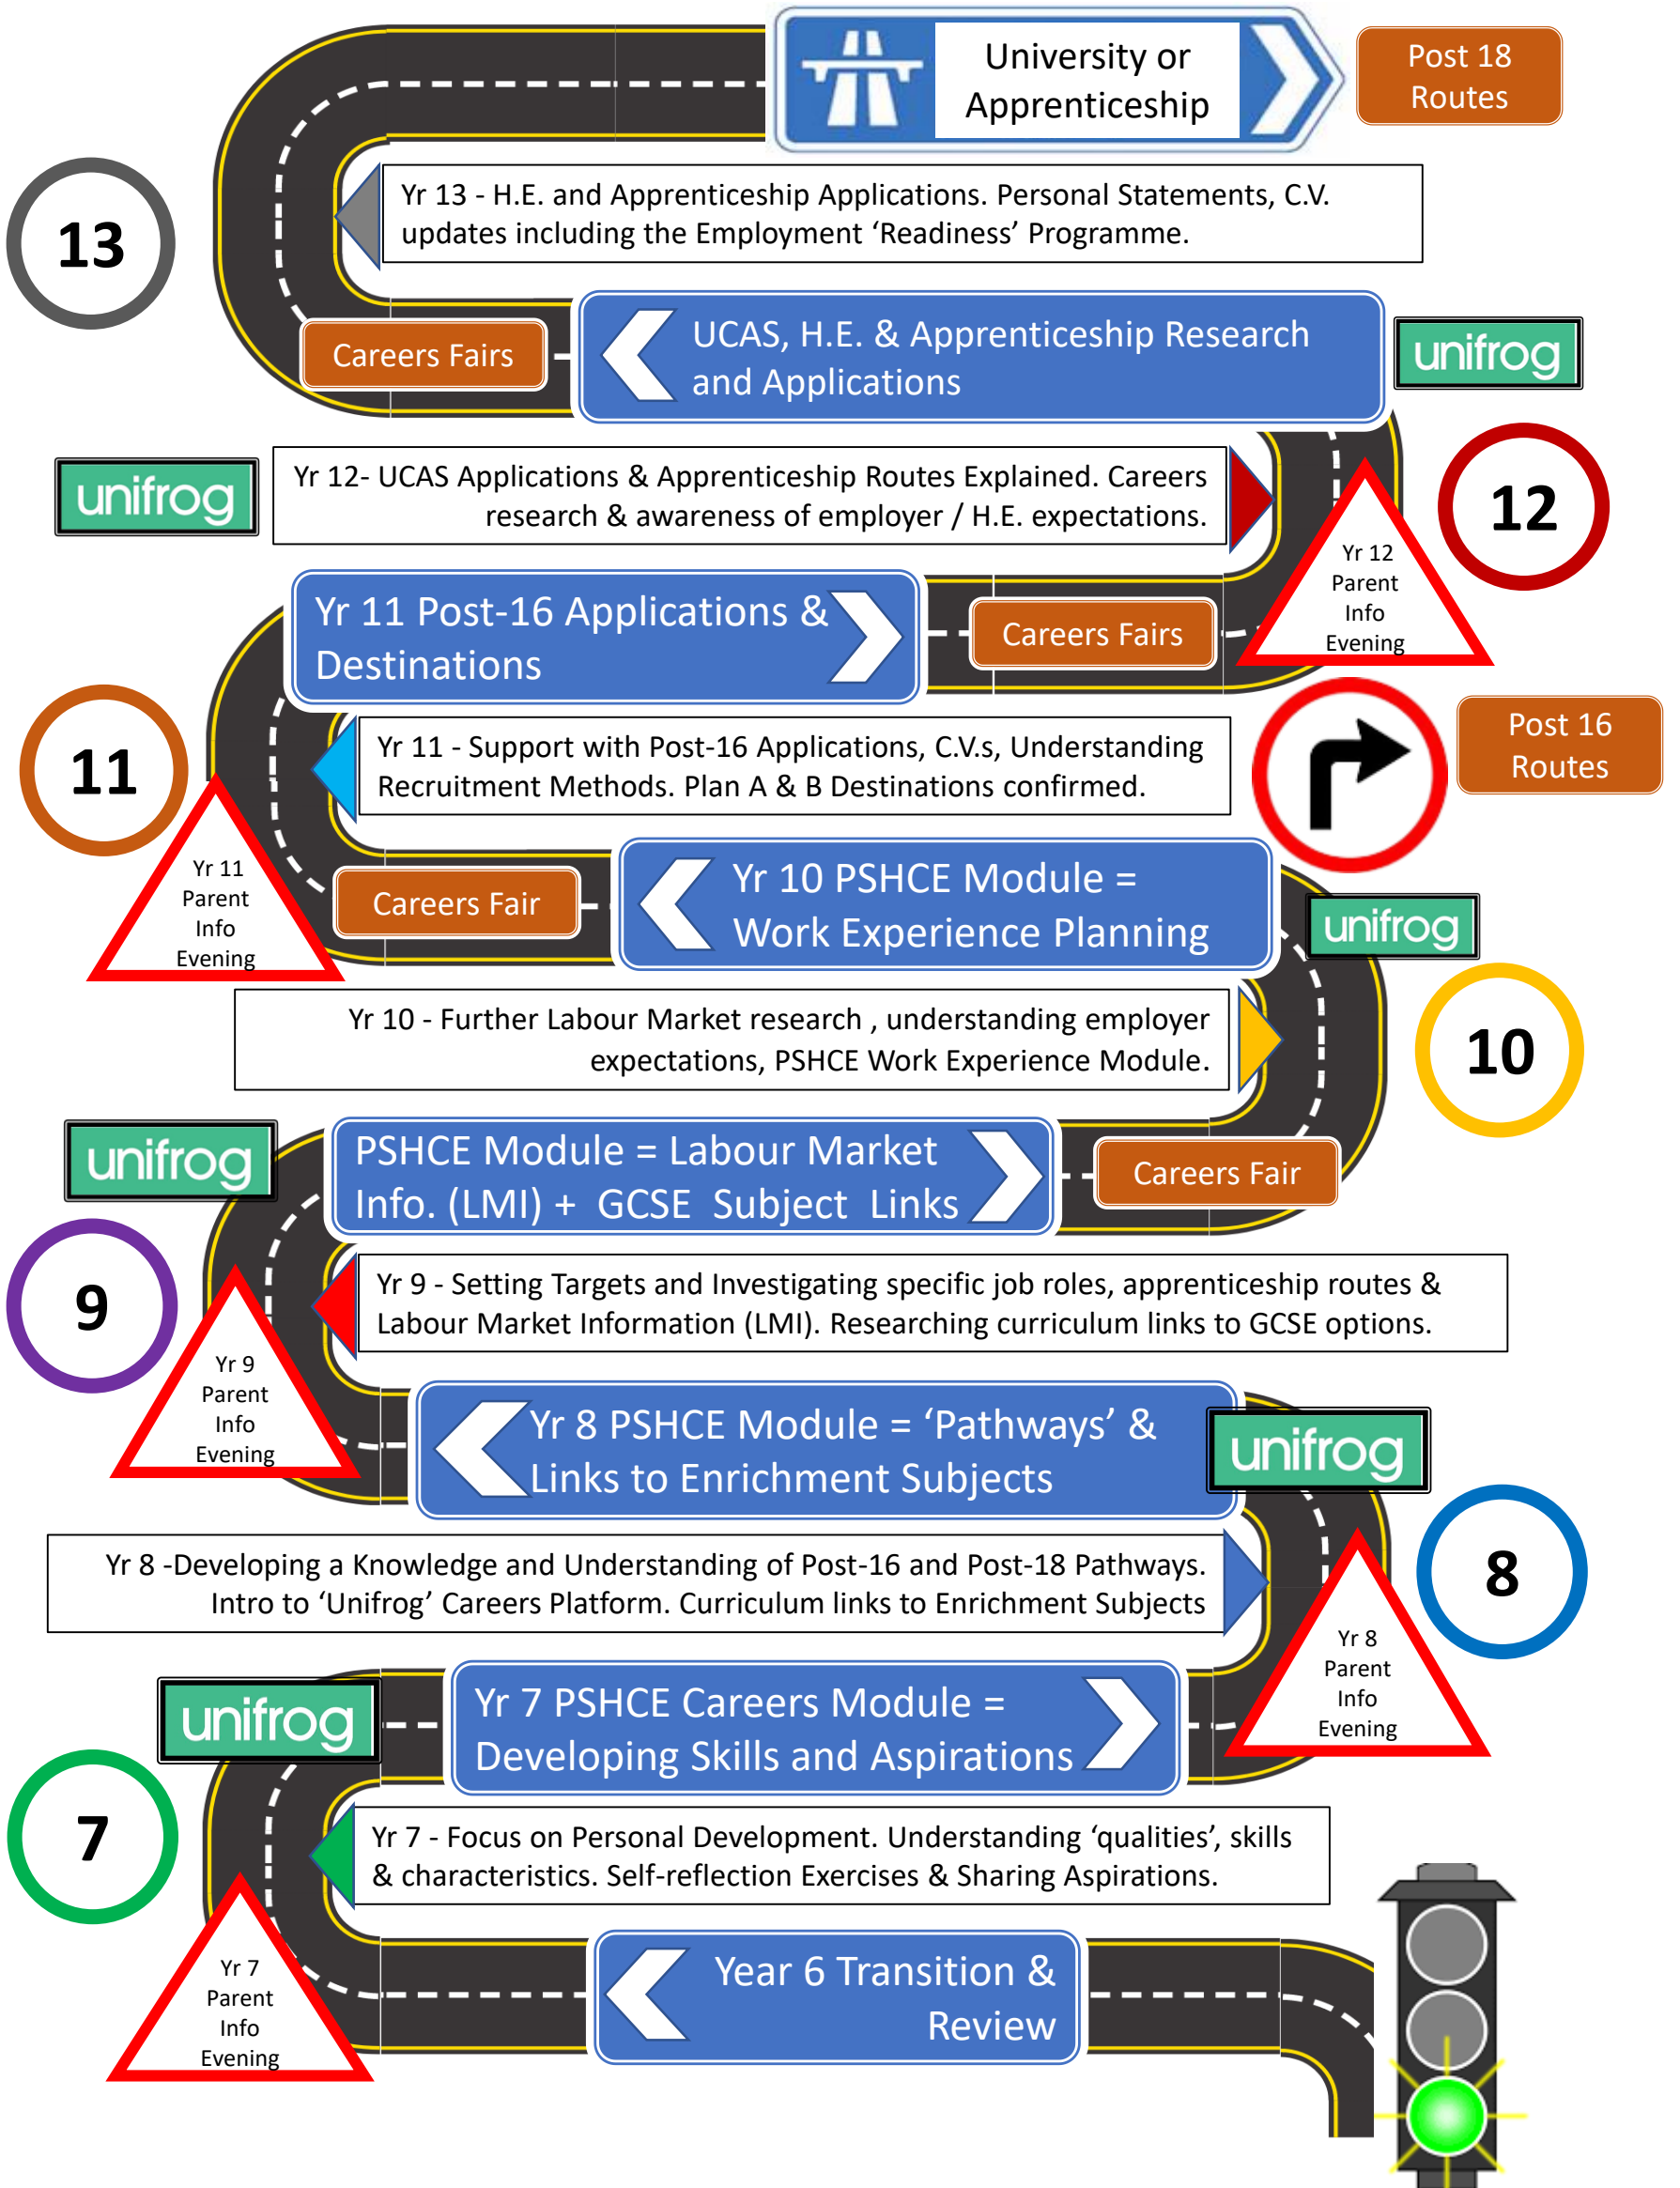 University or
Apprenticeship
Post 18
Routes
13
Yr 13 - H.E. and Apprenticeship Applications. Personal Statements, C.V.
updates including the Employment ‘Readiness’ Programme.
Careers Fairs
UCAS, H.E. & Apprenticeship Research
and Applications
unifrog
unifrog
Yr 12- UCAS Applications & Apprenticeship Routes Explained. Careers
research & awareness of employer / H.E. expectations.
12
Yr 12
Parent
Info
Evening
Yr 11 Post-16 Applications &
Destinations
Careers Fairs
11
Yr 11 - Support with Post-16 Applications, C.V.s, Understanding
Recruitment Methods. Plan A & B Destinations confirmed.
Post 16
Routes
Yr 11
Parent
Info
Evening
Careers Fair
Yr 10 PSHCE Module =
Work Experience Planning
unifrog
Yr 10 - Further Labour Market research , understanding employer
expectations, PSHCE Work Experience Module.
10
unifrog
PSHCE Module = Labour Market
Info. (LMI) + GCSE Subject Links
Careers Fair
9
Yr 9 - Setting Targets and Investigating specific job roles, apprenticeship routes &
Labour Market Information (LMI). Researching curriculum links to GCSE options.
Yr 9
Parent
Info
Evening
Yr 8 PSHCE Module = ‘Pathways’ &
Links to Enrichment Subjects
unifrog
Yr 8 -Developing a Knowledge and Understanding of Post-16 and Post-18 Pathways.
Intro to ‘Unifrog’ Careers Platform. Curriculum links to Enrichment Subjects
8
Yr 8
Parent
Info
Evening
unifrog
Yr 7 PSHCE Careers Module =
Developing Skills and Aspirations
7
Yr 7 - Focus on Personal Development. Understanding ‘qualities’, skills
& characteristics. Self-reflection Exercises & Sharing Aspirations.
Yr 7
Parent
Info
Evening
Year 6 Transition &
Review